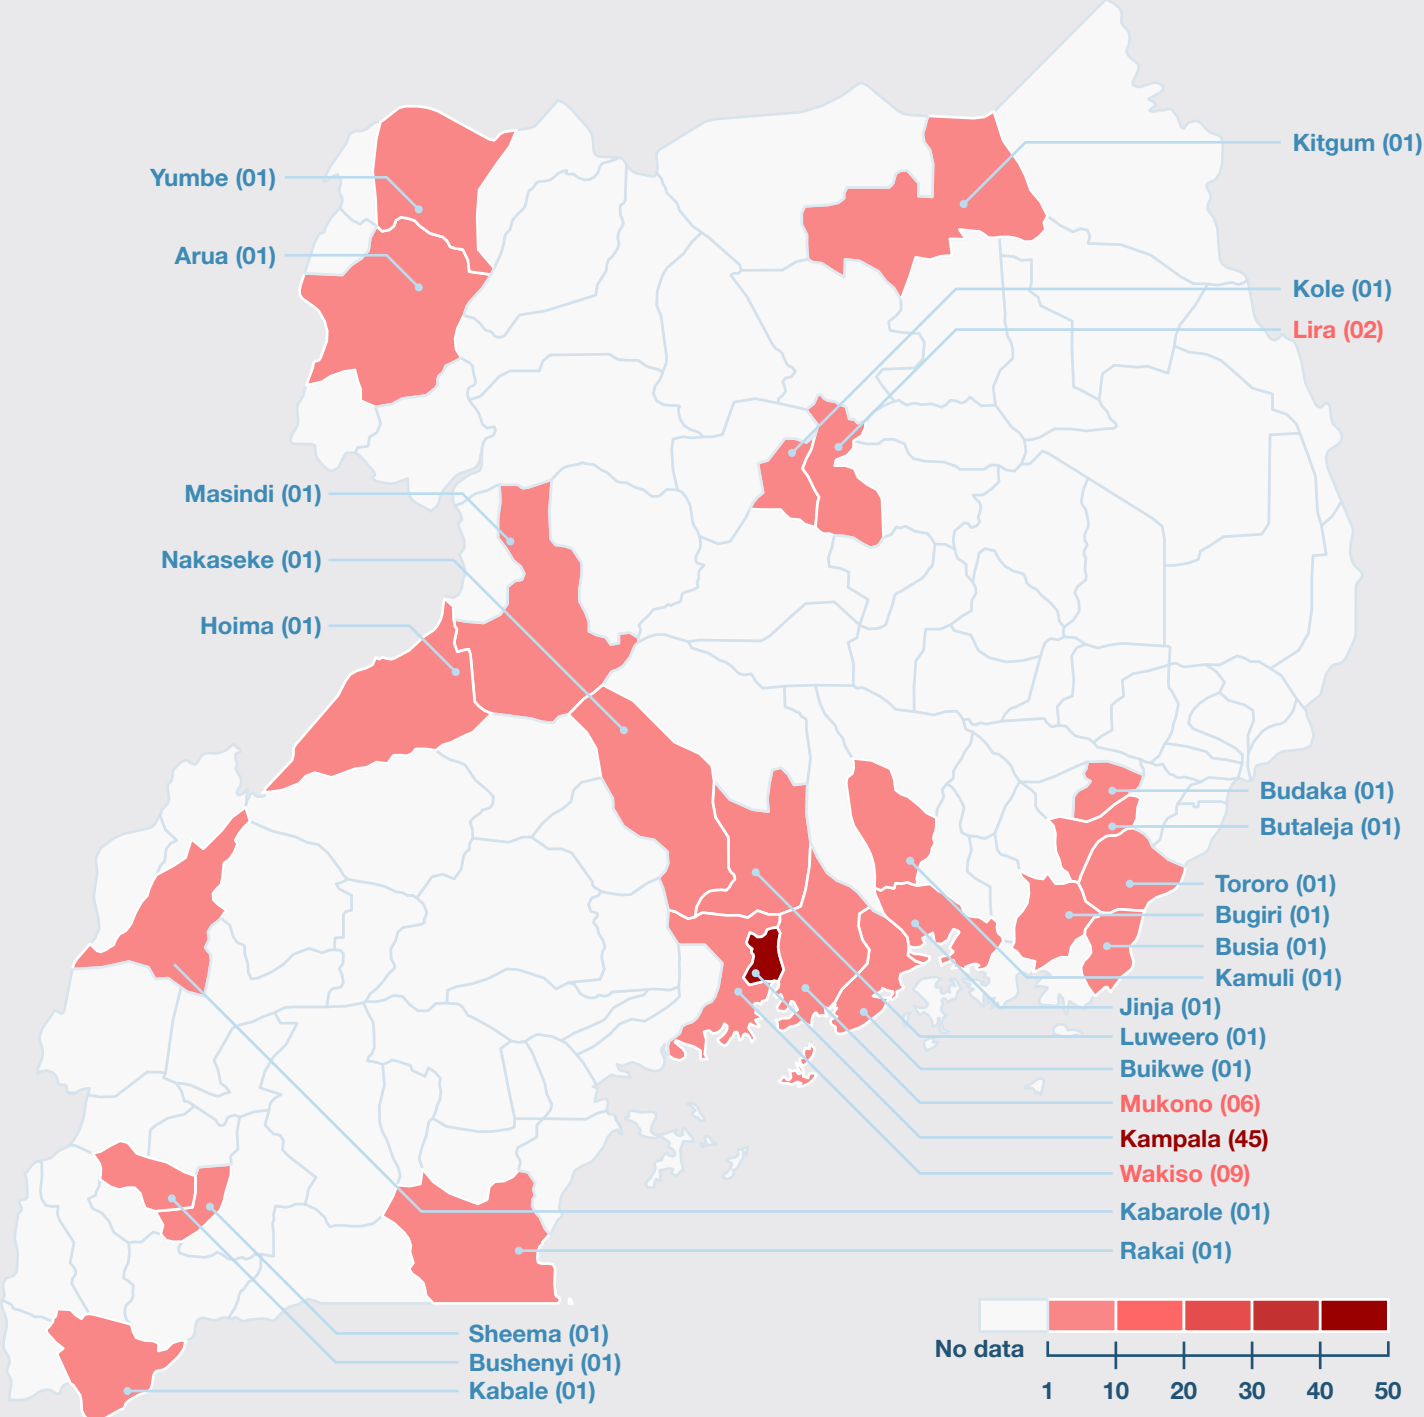 Kitgum (01)
Yumbe (01)
Arua (01)
Kole (01)
Lira (02)
Masindi (01)
Nakaseke (01)
Hoima (01)
Budaka (01)
Butaleja (01)
Tororo (01)
Bugiri (01)
Busia (01)
Kamuli (01)
Jinja (01)
Luweero (01)
Buikwe (01)
Mukono (06)
Kampala (45)
Wakiso (09)
Kabarole (01)
Rakai (01)
Sheema (01)
Bushenyi (01)
Kabale (01)
No data
1 10 20 30 40 50